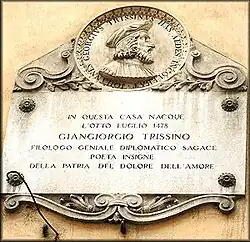 IN QUESTA CASA NACQUE
L'OTTO LUGLIO 1478
GIANGIORGIO TRISSINO
FILOLOGO GENIALE DIPLOMATICO SAGACE
POETA INSIGNE
DELLA PATRIA DEL DOLORE DELL'AMORE